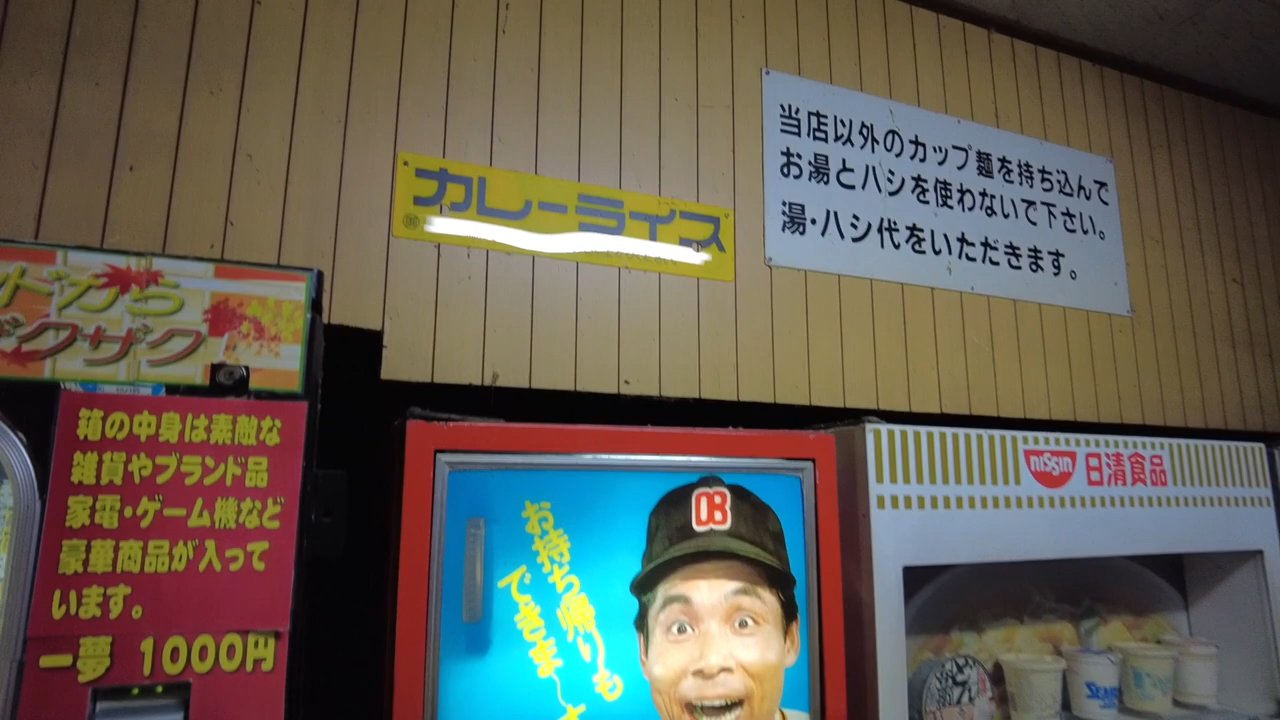 当店以外のカップ麺を持ち込んで
お湯とハシを使わないで下さい。
湯・ハシ代をいただきます。
カレーライス
ドから
クザク
箱の中身は素敵な
雑貨やブランド品
家電・ゲーム機など
豪華商品が入って
います。
一夢 1000円
OB
お持ち帰りも
できま
NISSIN 日清食品